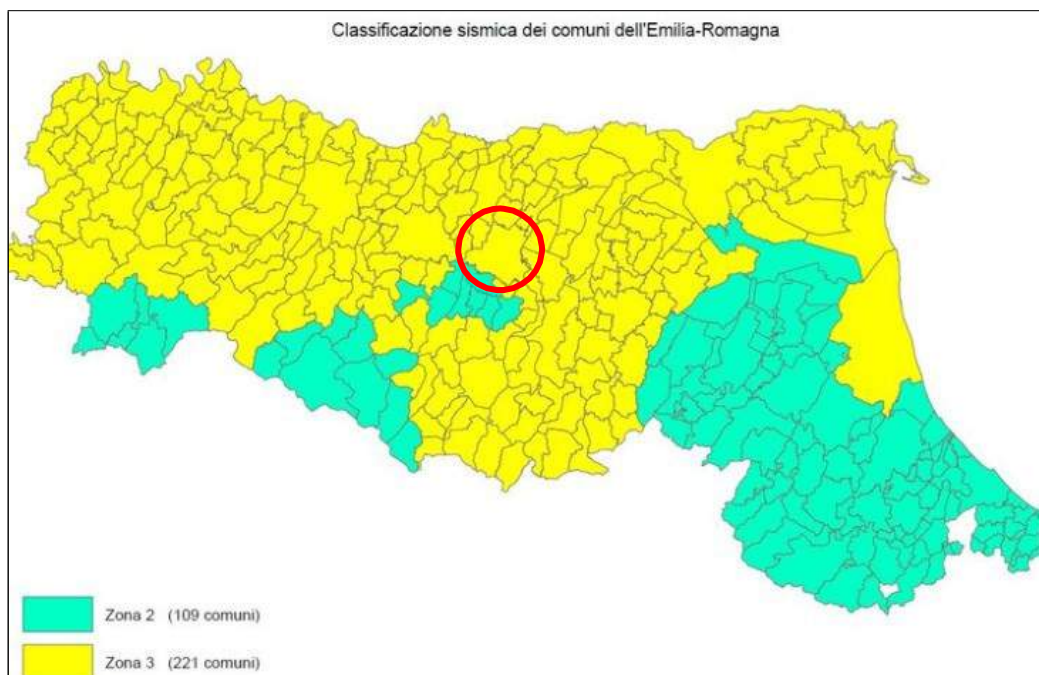 Classificazione sismica dei comuni dell'Emilia-Romagna
Zona 2 (109 comuni)
Zona 3 (221 comuni)